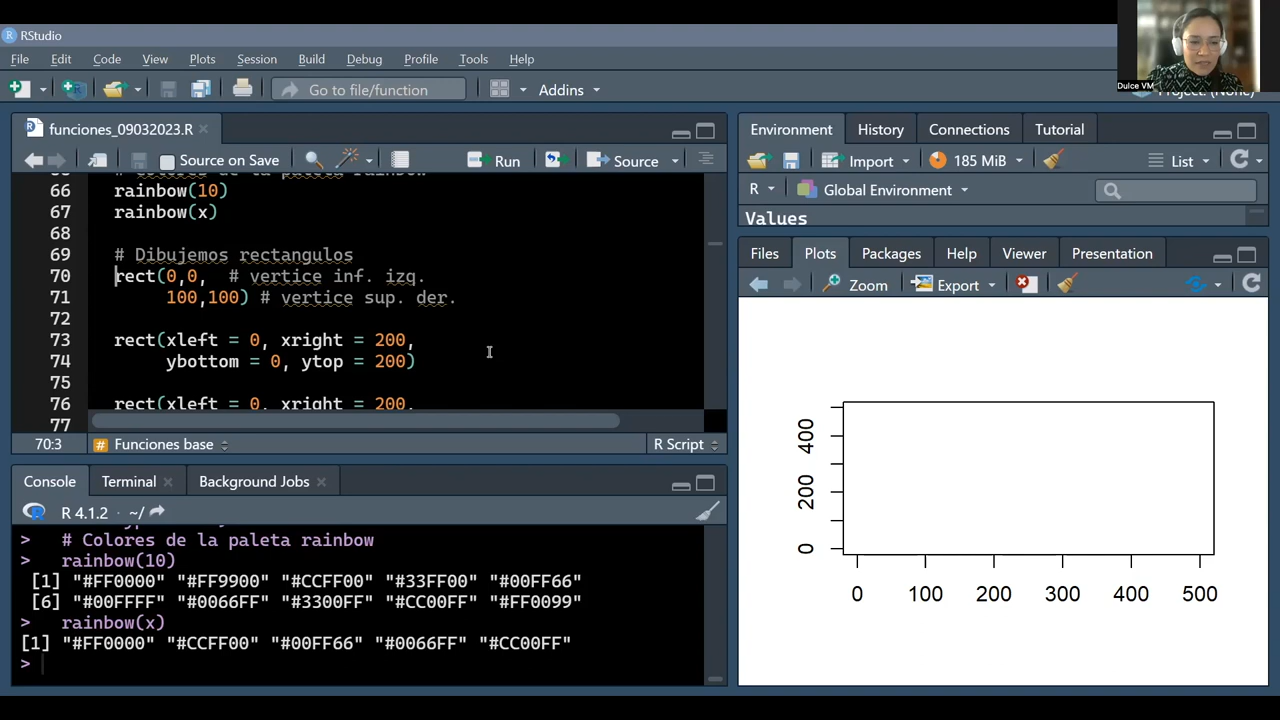 RStudio
File Edit Code View Plots Session Build Debug Profile Tools Help
Dulce VM
Go to file/function Addins Project: (None)
funciones_09032023.R
Source on Save Run Source
66 rainbow(10)
67 rainbow(x)
68
69 # Dibujemos rectangulos
70 rect(0,0, # vertice inf. izq.
71 100,100) # vertice sup. der.
72
73 rect(xleft = 0, xright = 200,
74 ybottom = 0, ytop = 200)
75
76 rect(xleft = 0, xright = 200,
77
70:3 # Funciones base R Script
Console Terminal Background Jobs
R 4.1.2 · ~/
> # Colores de la paleta rainbow
> rainbow(10)
[1] "#FF0000" "#FF9900" "#CCFF00" "#33FF00" "#00FF66"
[6] "#00FFFF" "#0066FF" "#3300FF" "#CC00FF" "#FF0099"
> rainbow(x)
[1] "#FF0000" "#CCFF00" "#00FF66" "#0066FF" "#CC00FF"
>
Environment History Connections Tutorial
Import 185 MiB List
R Global Environment
Values
Files Plots Packages Help Viewer Presentation
Zoom Export
400
200
0
0 100 200 300 400 500